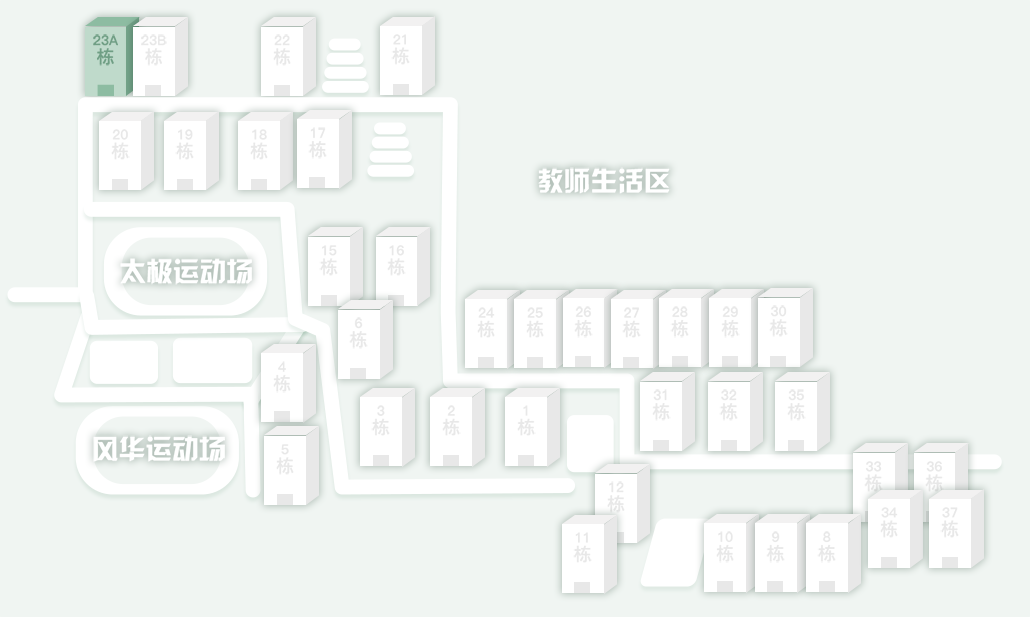 23A
栋
23B
栋
22
栋
21
栋
20
栋
19
栋
18
栋
17
栋
教师生活区
15
栋
16
栋
太极运动场
6
栋
24
栋
25
栋
26
栋
27
栋
28
栋
29
栋
30
栋
4
栋
3
栋
2
栋
1
栋
31
栋
32
栋
35
栋
风华运动场
5
栋
12
栋
33
栋
36
栋
11
栋
10
栋
9
栋
8
栋
34
栋
37
栋